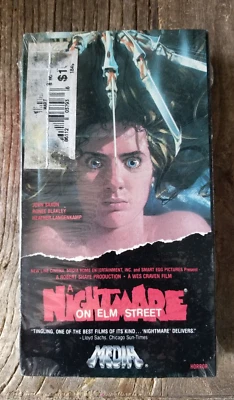 $1
JOHN SAXON
RONEE BLAKLEY
HEATHER LANGENKAMP
NEW LINE CINEMA, MEDIA HOME ENTERTAINMENT, INC. and SMART EGG PICTURES Present
A ROBERT SHAYE PRODUCTION • A WES CRAVEN FILM
A
NIGHTMARE
ON ELM STREET
"TINGLING. ONE OF THE BEST FILMS OF ITS KIND... 'NIGHTMARE' DELIVERS."
–Lloyd Sachs, Chicago Sun-Times
MEDIA
HORROR